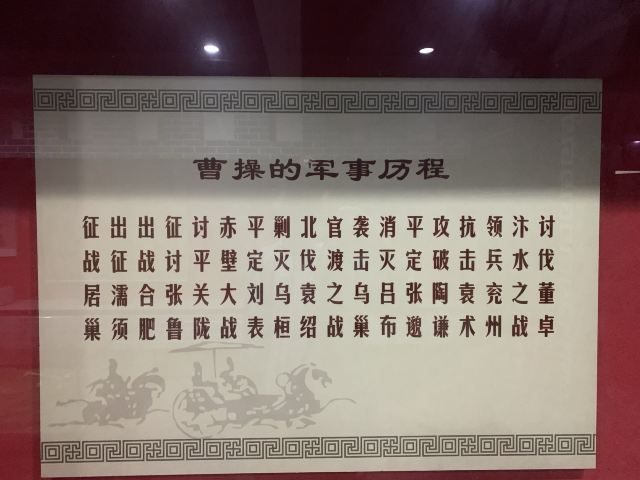 曹操的军事历程
讨伐董卓
汴水之战
领兵兖州
抗击袁术
攻破陶谦
平定张邈
消灭吕布
袭击乌巢
官渡之战
北伐袁绍
剿灭乌桓
平定刘表
赤壁大战
讨平关陇
征讨张鲁
出战合肥
出征濡须
征战居巢